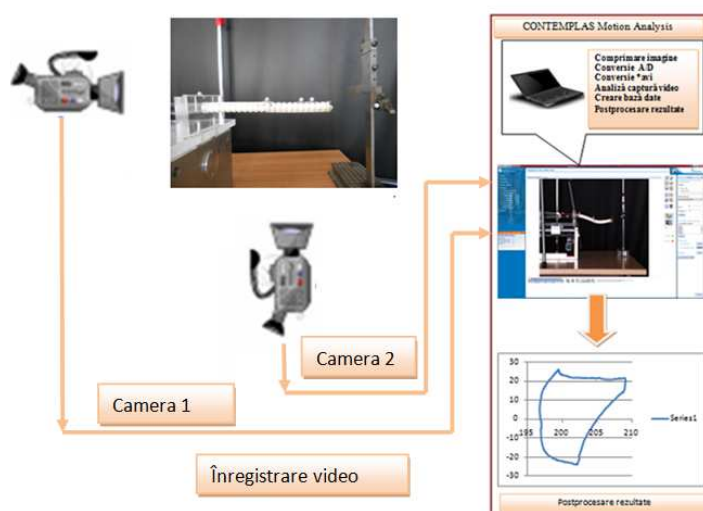 CONTEMPLAS Motion Analysis
Comprimare imagine
Conversie A/D
Conversie *avi
Analiză captură video
Creare bază date
Postprocesare rezultate
Camera 2
Camera 1
Înregistrare video
30
20
10
0
-10
-20
-30
195
200
205
210
Series1
Postprocesare rezultate